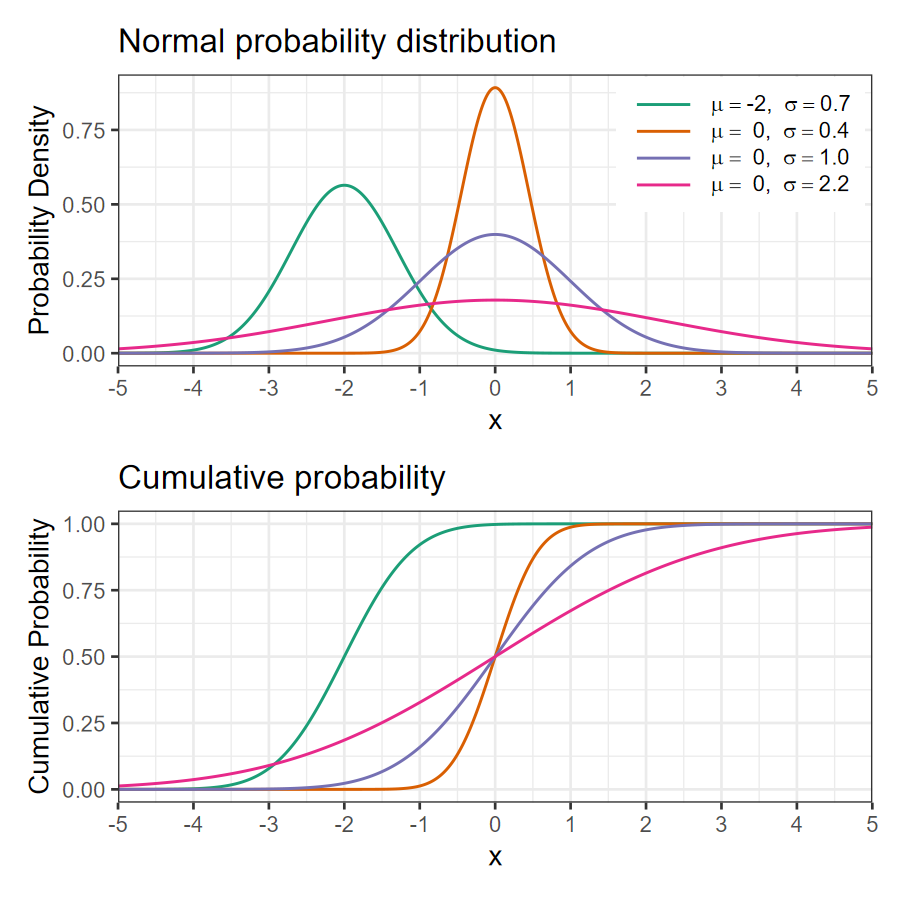 Normal probability distribution
Probability Density
0.75
0.50
0.25
0.00
μ = -2, σ = 0.7
μ = 0, σ = 0.4
μ = 0, σ = 1.0
μ = 0, σ = 2.2
-5 -4 -3 -2 -1 0 1 2 3 4 5
x
Cumulative probability
Cumulative Probability
1.00
0.75
0.50
0.25
0.00
-5 -4 -3 -2 -1 0 1 2 3 4 5
x